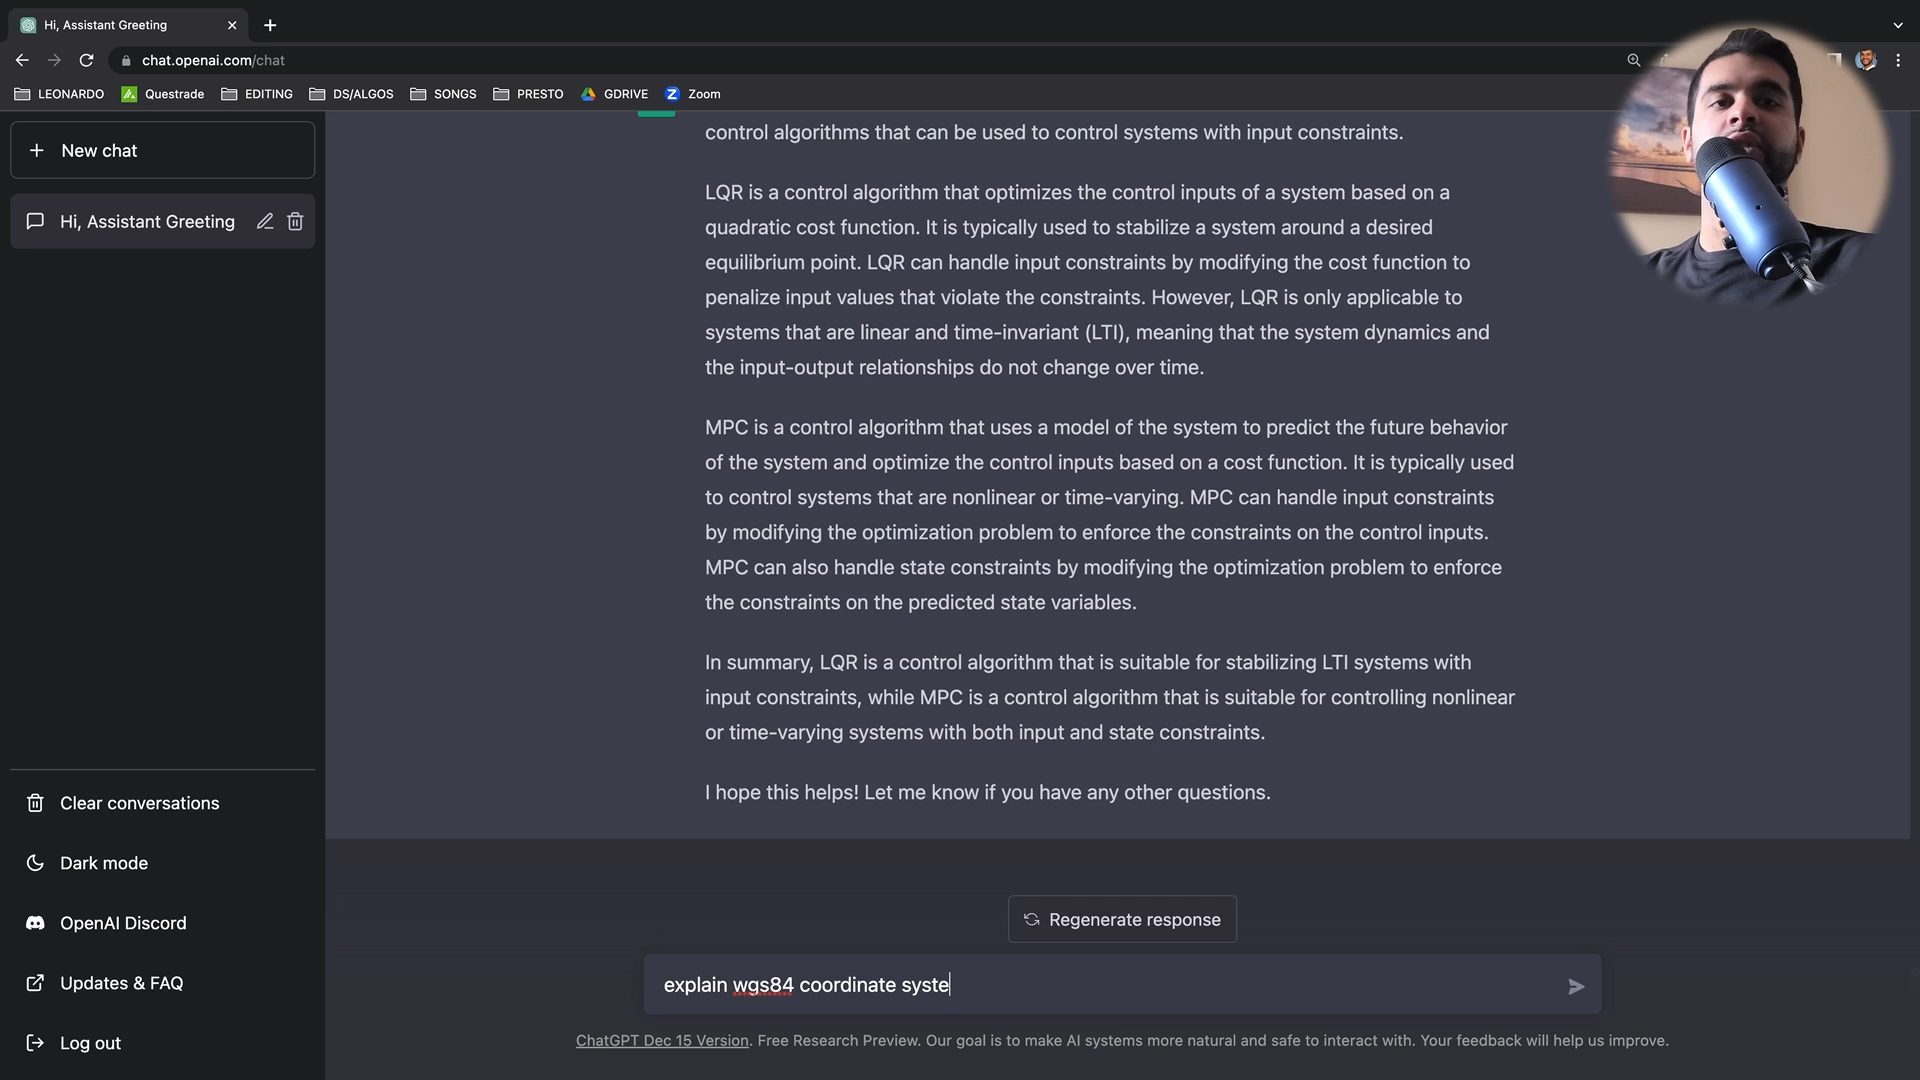 Hi, Assistant Greeting
chat.openai.com/chat
LEONARDO
Questrade
EDITING
DS/ALGOS
SONGS
PRESTO
GDRIVE
Z
Zoom
New chat
Hi, Assistant Greeting
control algorithms that can be used to control systems with input constraints.
LQR is a control algorithm that optimizes the control inputs of a system based on a
quadratic cost function. It is typically used to stabilize a system around a desired
equilibrium point. LQR can handle input constraints by modifying the cost function to
penalize input values that violate the constraints. However, LQR is only applicable to
systems that are linear and time-invariant (LTI), meaning that the system dynamics and
the input-output relationships do not change over time.
MPC is a control algorithm that uses a model of the system to predict the future behavior
of the system and optimize the control inputs based on a cost function. It is typically used
to control systems that are nonlinear or time-varying. MPC can handle input constraints
by modifying the optimization problem to enforce the constraints on the control inputs.
MPC can also handle state constraints by modifying the optimization problem to enforce
the constraints on the predicted state variables.
In summary, LQR is a control algorithm that is suitable for stabilizing LTI systems with
input constraints, while MPC is a control algorithm that is suitable for controlling nonlinear
or time-varying systems with both input and state constraints.
I hope this helps! Let me know if you have any other questions.
Clear conversations
Dark mode
OpenAI Discord
Updates & FAQ
Log out
Regenerate response
explain wgs84 coordinate syste
ChatGPT Dec 15 Version. Free Research Preview. Our goal is to make AI systems more natural and safe to interact with. Your feedback will help us improve.